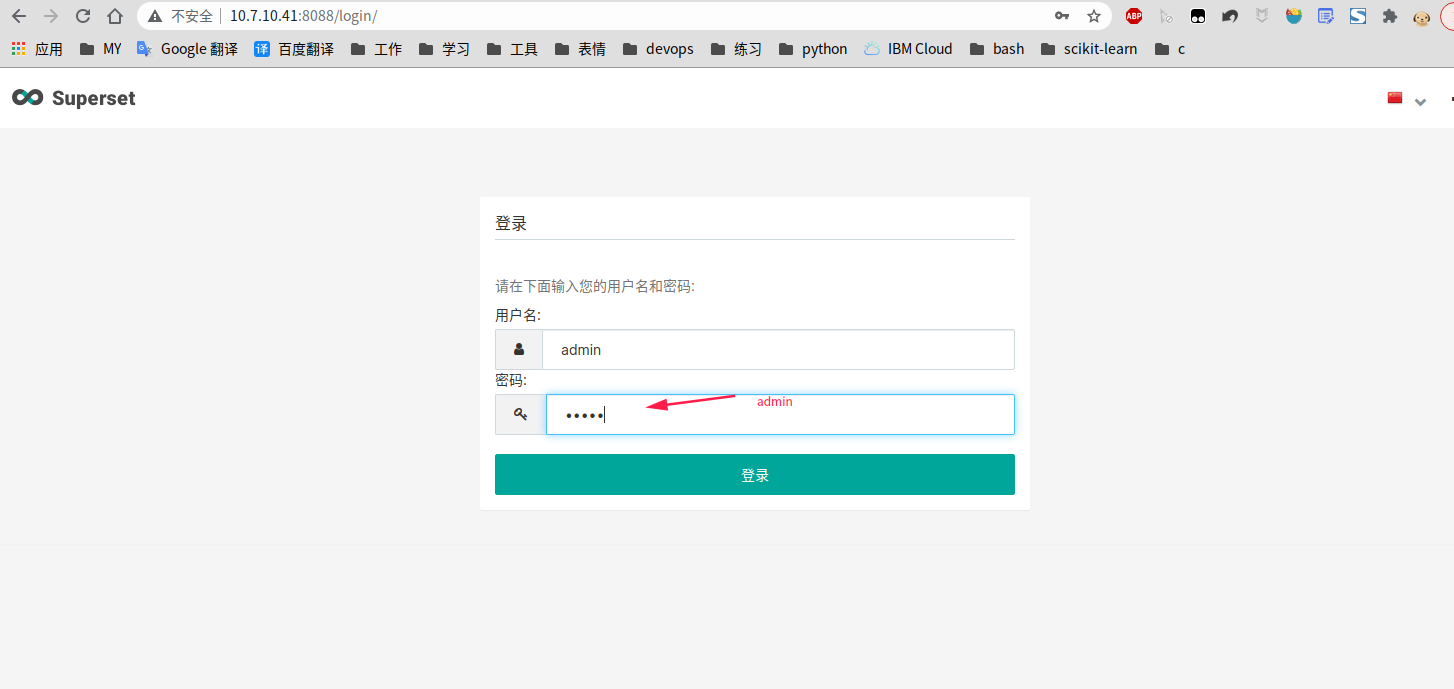 不安全 10.7.10.41:8088/login/ ABP
应用 MY Google 翻译 译 百度翻译 工作 学习 工具 表情 devops 练习 python IBM Cloud bash scikit-learn c
Superset
登录
请在下面输入您的用户名和密码:
用户名:
admin
密码:
••••• admin
登录